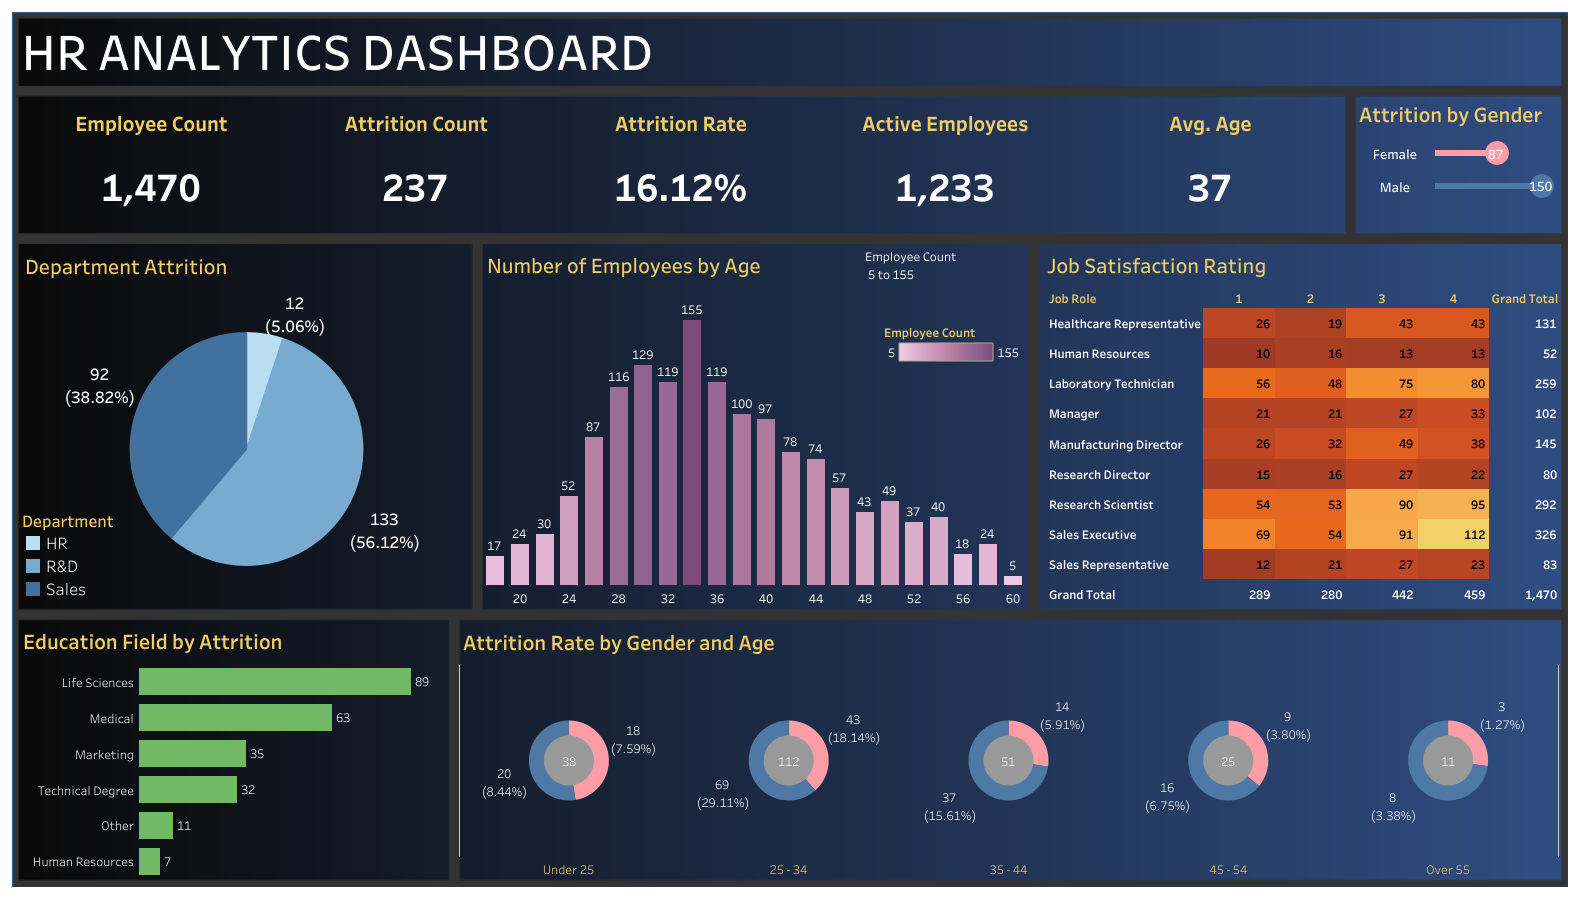 HR ANALYTICS DASHBOARD
Employee Count
1,470
Attrition Count
237
Attrition Rate
16.12%
Active Employees
1,233
Avg. Age
37
Attrition by Gender
Female 87
Male 150
Department Attrition
12
(5.06%)
92
(38.82%)
133
(56.12%)
Department
HR
R&D
Sales
Number of Employees by Age
Employee Count
5 to 155
Employee Count
5 155
17 24 30 52 87 116 129 119 155 119 100 97 78 74 57 43 49 37 40 18 24 5
20 24 28 32 36 40 44 48 52 56 60
Job Satisfaction Rating
Job Role 1 2 3 4 Grand Total
Healthcare Representative 26 19 43 43 131
Human Resources 10 16 13 13 52
Laboratory Technician 56 48 75 80 259
Manager 21 21 27 33 102
Manufacturing Director 26 32 49 38 145
Research Director 15 16 27 22 80
Research Scientist 54 53 90 95 292
Sales Executive 69 54 91 112 326
Sales Representative 12 21 27 23 83
Grand Total 289 280 442 459 1,470
Education Field by Attrition
Life Sciences 89
Medical 63
Marketing 35
Technical Degree 32
Other 11
Human Resources 7
Attrition Rate by Gender and Age
18
(7.59%)
38
20
(8.44%)
Under 25
43
(18.14%)
112
69
(29.11%)
25 - 34
14
(5.91%)
51
37
(15.61%)
35 - 44
9
(3.80%)
25
16
(6.75%)
45 - 54
3
(1.27%)
11
8
(3.38%)
Over 55